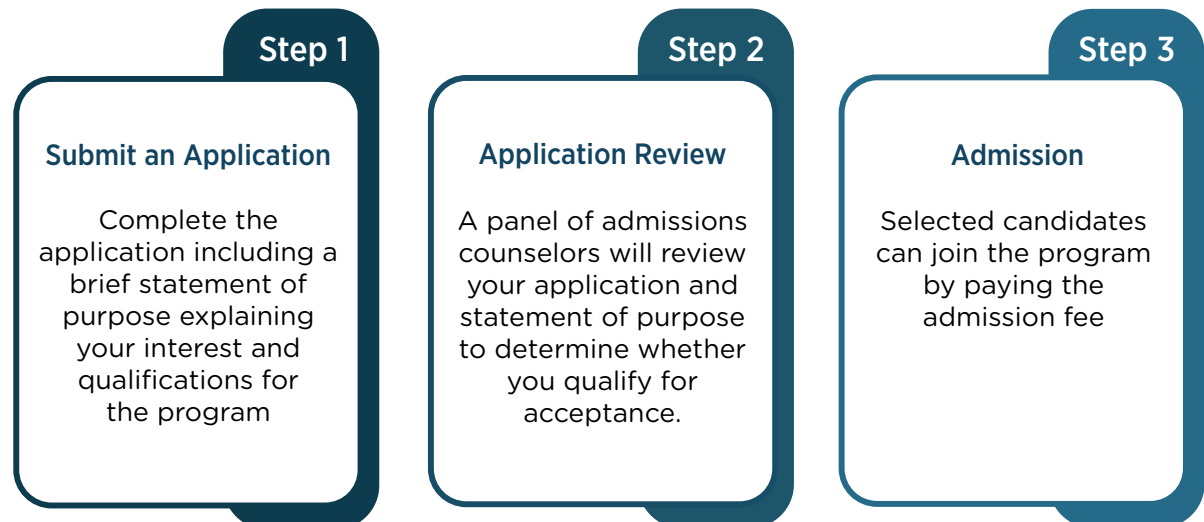 Step 1
Submit an Application
Complete the
application including a
brief statement of
purpose explaining
your interest and
qualifications for
the program
Step 2
Application Review
A panel of admissions
counselors will review
your application and
statement of purpose
to determine whether
you qualify for
acceptance.
Step 3
Admission
Selected candidates
can join the program
by paying the
admission fee